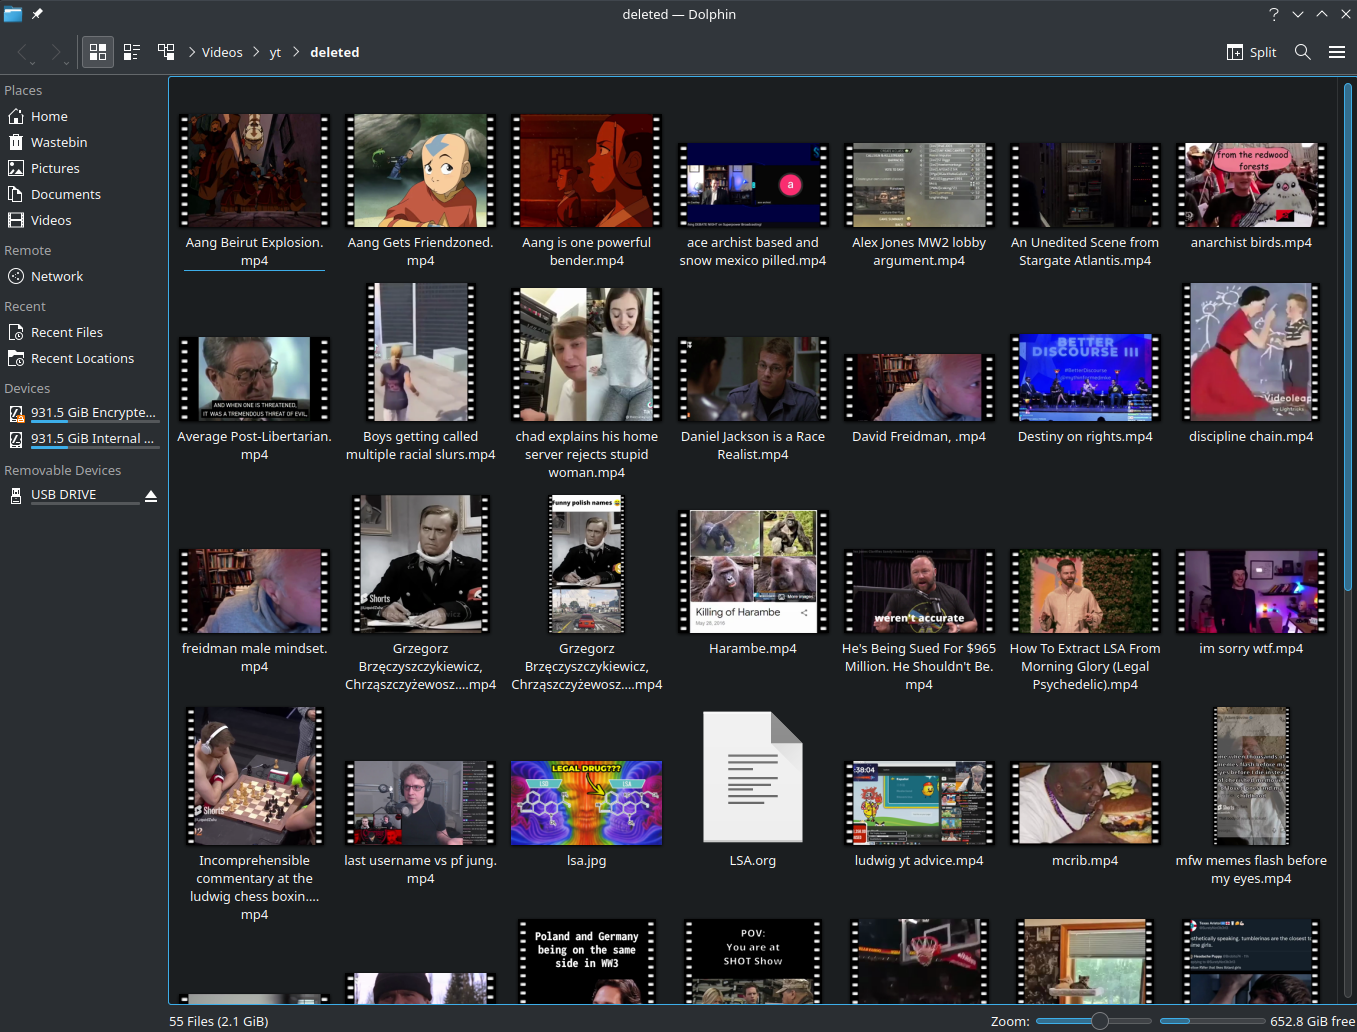 deleted — Dolphin
Videos
yt
deleted
Split
Places
Home
Wastebin
Pictures
Documents
Videos
Remote
Network
Recent
Recent Files
Recent Locations
Devices
931.5 GiB Encrypte...
931.5 GiB Internal ...
Removable Devices
USB DRIVE
a
from the redwood
forests
Aang Beirut Explosion.
mp4
Aang Gets Friendzoned.
mp4
Aang is one powerful
bender.mp4
ace archist based and
snow mexico pilled.mp4
Alex Jones MW2 lobby
argument.mp4
An Unedited Scene from
Stargate Atlantis.mp4
anarchist birds.mp4
AND WHEN ONE IS THREATENED,
IT WAS A TREMENDOUS THREAT OF EVIL,
BETTER
DISCOURSE III
Videoleap
Average Post-Libertarian.
mp4
Boys getting called
multiple racial slurs.mp4
chad explains his home
server rejects stupid
woman.mp4
Daniel Jackson is a Race
Realist.mp4
David Freidman, .mp4
Destiny on rights.mp4
discipline chain.mp4
Shorts
Funny polish names
More images
Killing of Harambe
May 28, 2016
weren't accurate
freidman male mindset.
mp4
Grzegorz
Brzęczyszczykiewicz,
Chrząszczyżewosz....mp4
Grzegorz
Brzęczyszczykiewicz,
Chrząszczyżewosz....mp4
Harambe.mp4
He's Being Sued For $965
Million. He Shouldn't Be.
mp4
How To Extract LSA From
Morning Glory (Legal
Psychedelic).mp4
im sorry wtf.mp4
Shorts
LEGAL DRUG???
38:04
Shorts
Incomprehensible
commentary at the
ludwig chess boxin....
mp4
last username vs pf jung.
mp4
lsa.jpg
LSA.org
ludwig yt advice.mp4
mcrib.mp4
mfw memes flash before
my eyes.mp4
Poland and Germany
being on the same
side in WW3
POV:
You are at
SHOT Show
55 Files (2.1 GiB)
Zoom:
652.8 GiB free